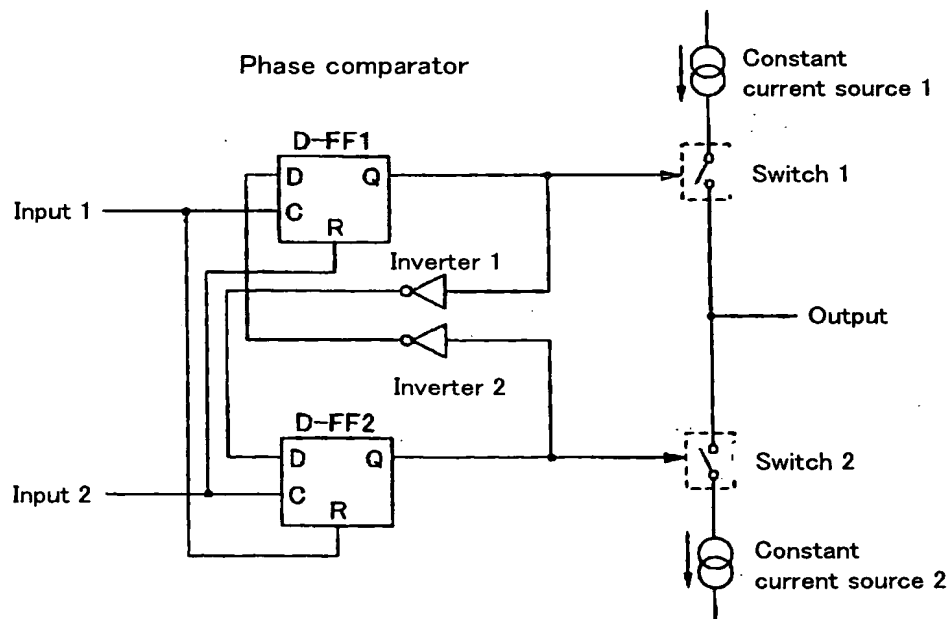 Phase comparator
Constant
current source 1
D-FF1
D
Q
C
R
Switch 1
Input 1
Inverter 1
Output
Inverter 2
D-FF2
D
Q
C
R
Switch 2
Input 2
Constant
current source 2